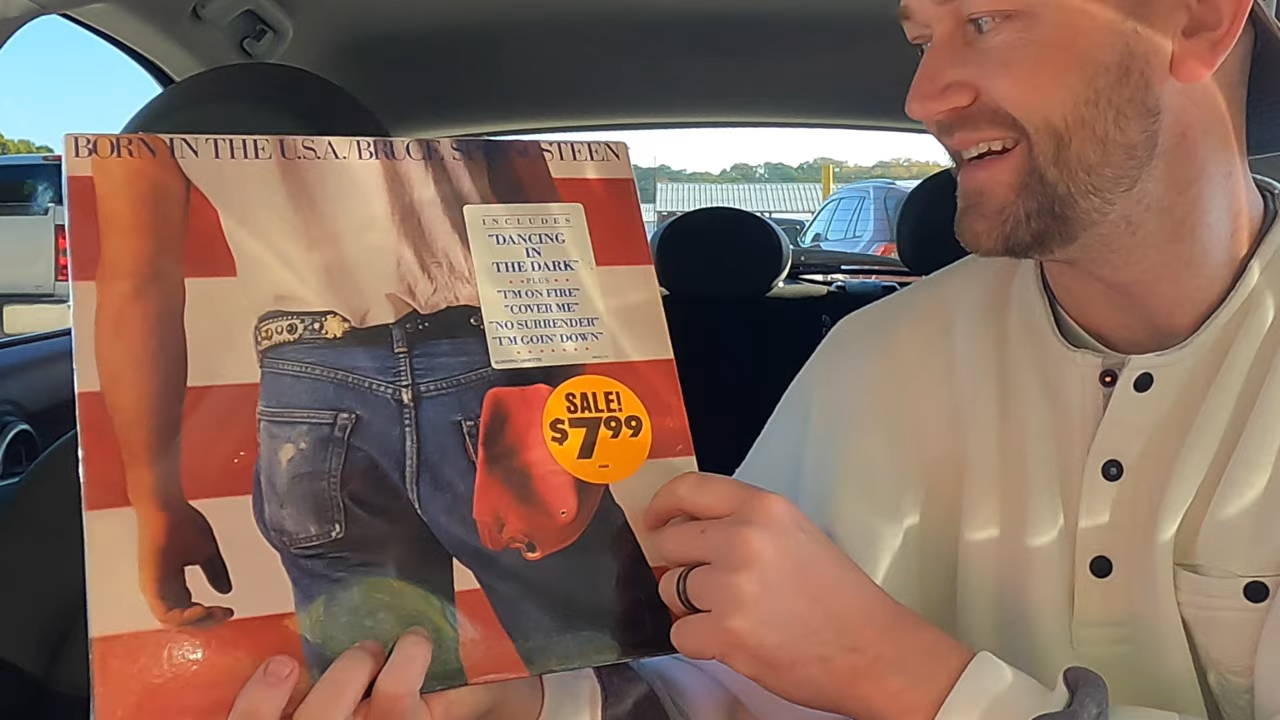 BORN IN THE U.S.A./BRUCE SPRINGSTEEN
INCLUDES
"DANCING
IN
THE DARK"
PLUS
"I'M ON FIRE"
"COVER ME"
"NO SURRENDER"
"I'M GOIN' DOWN"
SALE!
$7.99